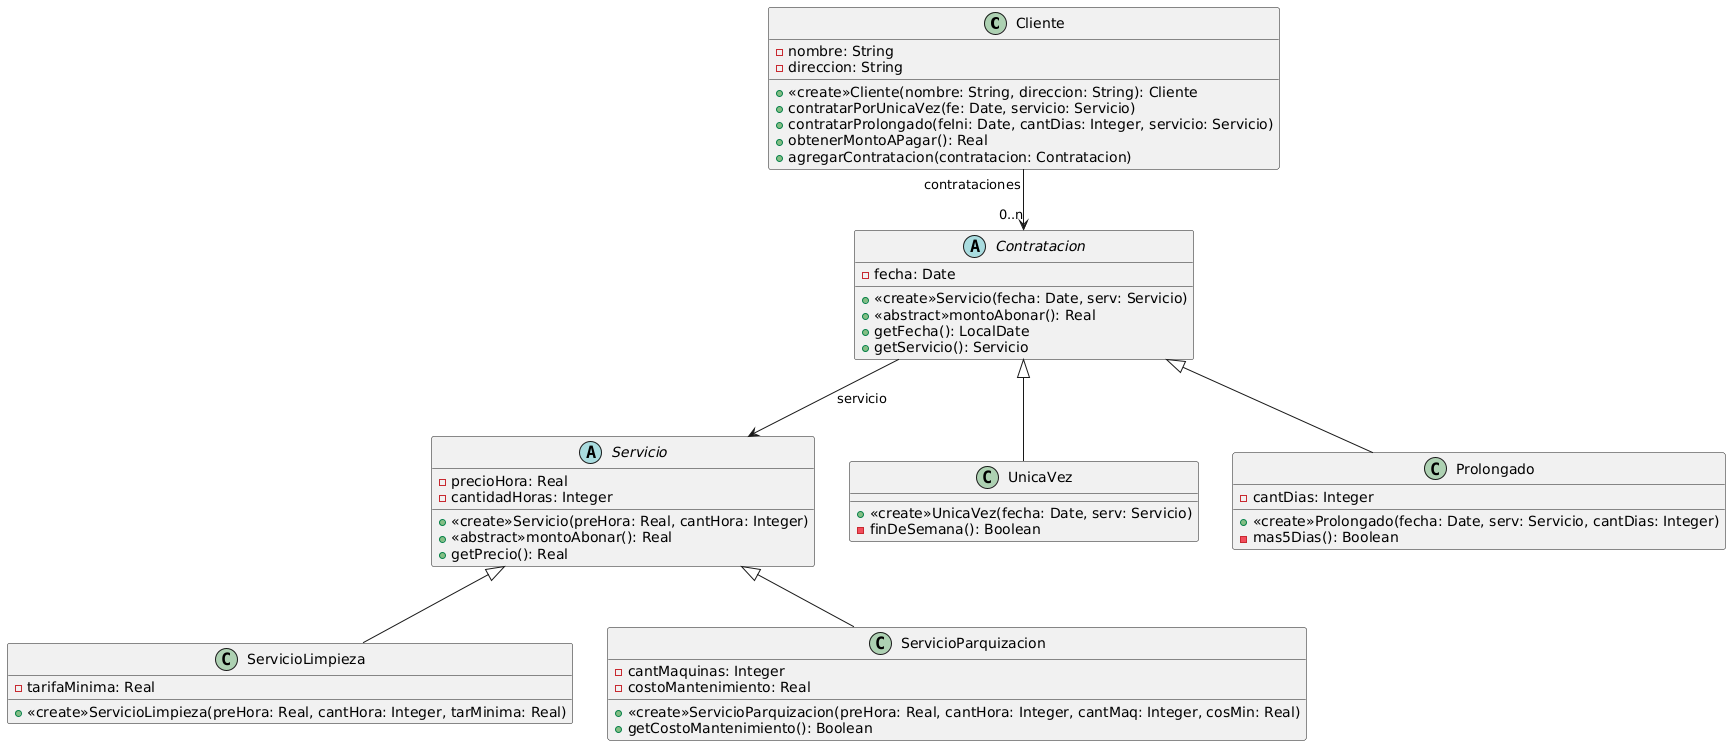 C Cliente
nombre: String
direccion: String
«create»Cliente(nombre: String, direccion: String): Cliente
contratarPorUnicaVez(fe: Date, servicio: Servicio)
contratarProlongado(feIni: Date, cantDias: Integer, servicio: Servicio)
obtenerMontoAPagar(): Real
agregarContratacion(contratacion: Contratacion)
contrataciones
0..n
A Contratacion
fecha: Date
«create»Servicio(fecha: Date, serv: Servicio)
«abstract»montoAbonar(): Real
getFecha(): LocalDate
getServicio(): Servicio
servicio
A Servicio
precioHora: Real
cantidadHoras: Integer
«create»Servicio(preHora: Real, cantHora: Integer)
«abstract»montoAbonar(): Real
getPrecio(): Real
C UnicaVez
«create»UnicaVez(fecha: Date, serv: Servicio)
finDeSemana(): Boolean
C Prolongado
cantDias: Integer
«create»Prolongado(fecha: Date, serv: Servicio, cantDias: Integer)
mas5Dias(): Boolean
C ServicioLimpieza
tarifaMinima: Real
«create»ServicioLimpieza(preHora: Real, cantHora: Integer, tarMinima: Real)
C ServicioParquizacion
cantMaquinas: Integer
costoMantenimiento: Real
«create»ServicioParquizacion(preHora: Real, cantHora: Integer, cantMaq: Integer, cosMin: Real)
getCostoMantenimiento(): Boolean